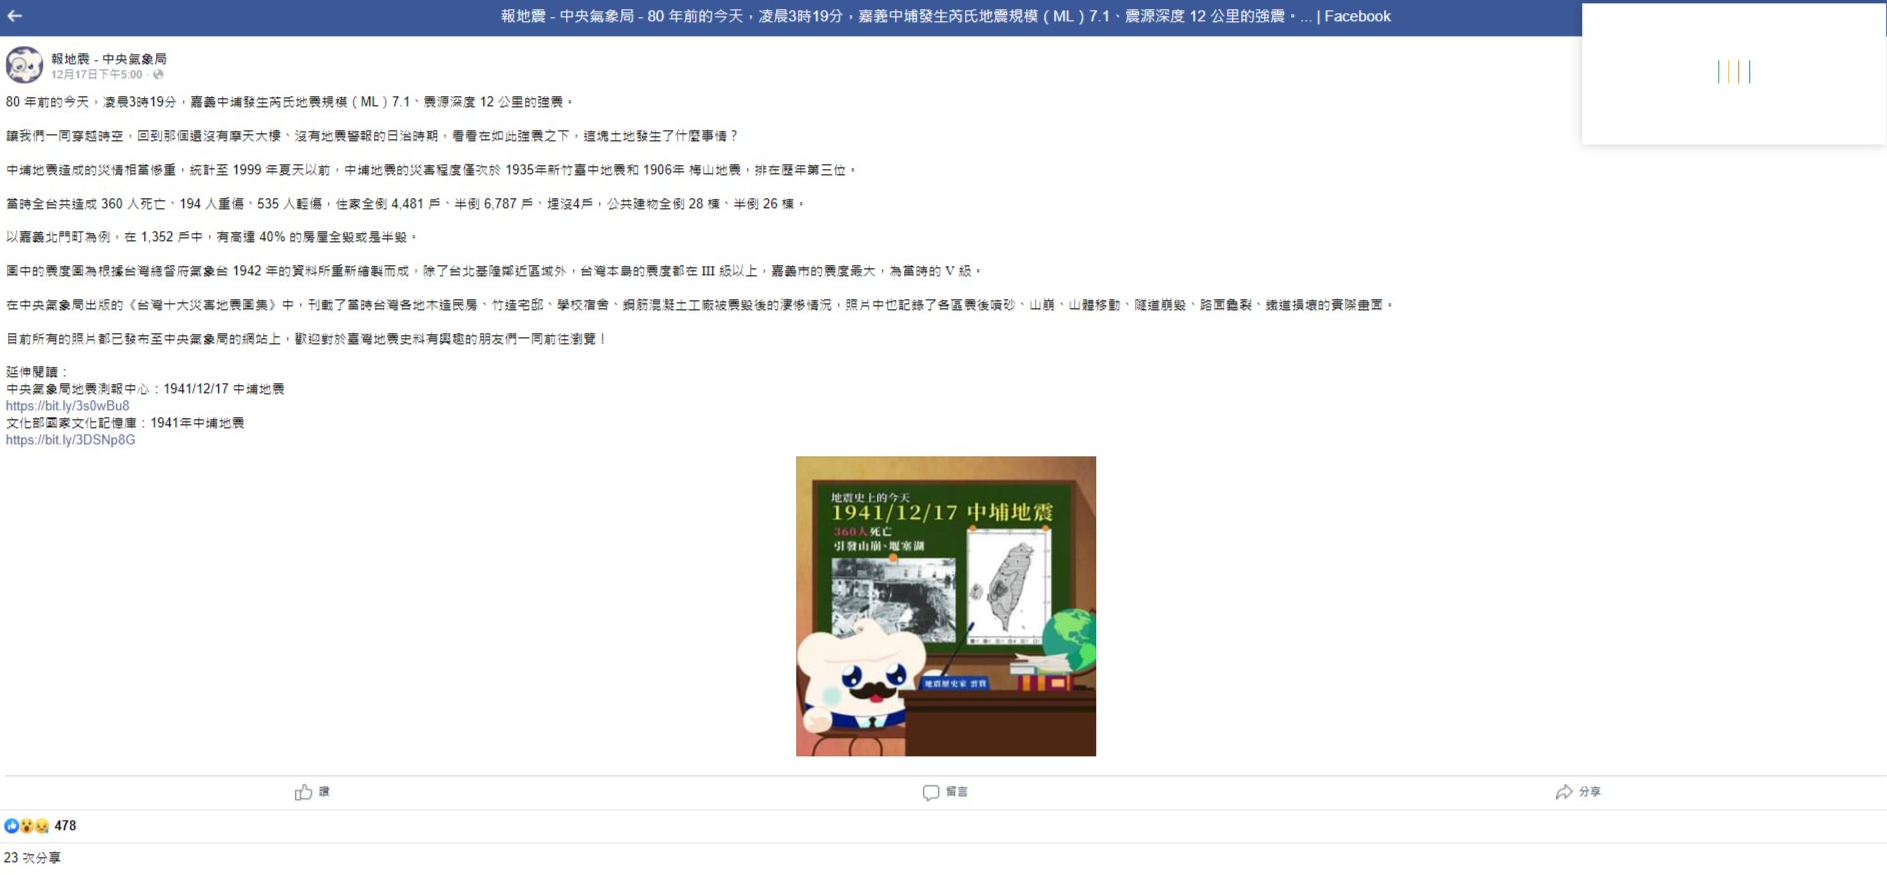 報地震 - 中央氣象局 - 80 年前的今天，凌晨3時19分，嘉義中埔發生芮氏地震規模（ML）7.1、震源深度 12 公里的強震。... | Facebook
報地震 - 中央氣象局
12月17日下午5:00 ·
80 年前的今天，凌晨3時19分，嘉義中埔發生芮氏地震規模（ML）7.1、震源深度 12 公里的強震。
讓我們一同穿越時空，回到那個還沒有摩天大樓、沒有地震警報的日治時期，看看在如此強震之下，這塊土地發生了什麼事情？
中埔地震造成的災情相當慘重，統計至 1999 年夏天以前，中埔地震的災害程度僅次於 1935年新竹臺中地震和 1906年 梅山地震，排在歷年第三位。
當時全台共造成 360 人死亡、194 人重傷、535 人輕傷，住家全倒 4,481 戶、半倒 6,787 戶、埋沒4戶，公共建物全倒 28 棟、半倒 26 棟。
以嘉義北門町為例，在 1,352 戶中，有高達 40% 的房屋全毀或是半毀。
圖中的震度圖為根據台灣總督府氣象台 1942 年的資料所重新繪製而成，除了台北基隆鄰近區域外，台灣本島的震度都在 III 級以上，嘉義市的震度最大，為當時的 V 級。
在中央氣象局出版的《台灣十大災害地震圖集》中，刊載了當時台灣各地木造民房、竹造宅邸、學校宿舍、鋼筋混凝土工廠被震毀後的淒慘情況，照片中也記錄了各區震後噴砂、山崩、山體移動、隧道崩毀、路面龜裂、鐵道損壞的實際畫面。
目前所有的照片都已發布至中央氣象局的網站上，歡迎對於臺灣地震史料有興趣的朋友們一同前往瀏覽！
延伸閱讀：
中央氣象局地震測報中心：1941/12/17 中埔地震
https://bit.ly/3s0wBu8
文化部國家文化記憶庫：1941年中埔地震
https://bit.ly/3DSNp8G
地震史上的今天
1941/12/17 中埔地震
360人死亡
引發山崩、堰塞湖
地震歷史家 雲寶
讚
留言
分享
478
23 次分享